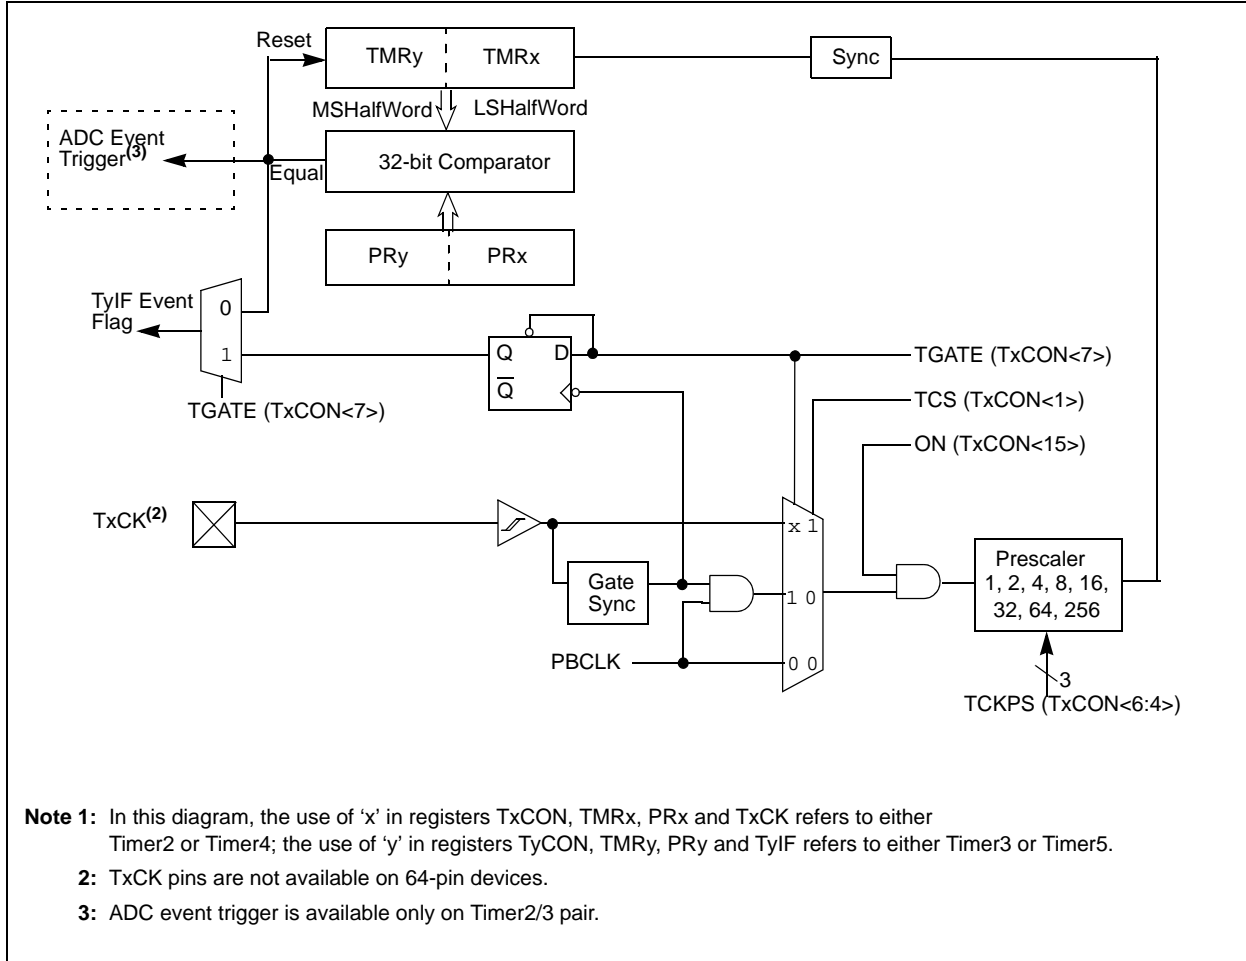 Reset
TMRy TMRx
Sync
MSHalfWord LSHalfWord
ADC Event
Trigger(3)
Equal
32-bit Comparator
PRy PRx
TyIF Event
Flag
0
1
TGATE (TxCON<7>)
Q D
Q
TGATE (TxCON<7>)
TCS (TxCON<1>)
ON (TxCON<15>)
TxCK(2)
x 1
Gate
Sync
1 0
Prescaler
1, 2, 4, 8, 16,
32, 64, 256
PBCLK
0 0
3
TCKPS (TxCON<6:4>)
Note 1: In this diagram, the use of ‘x’ in registers TxCON, TMRx, PRx and TxCK refers to either
Timer2 or Timer4; the use of ‘y’ in registers TyCON, TMRy, PRy and TyIF refers to either Timer3 or Timer5.
2: TxCK pins are not available on 64-pin devices.
3: ADC event trigger is available only on Timer2/3 pair.